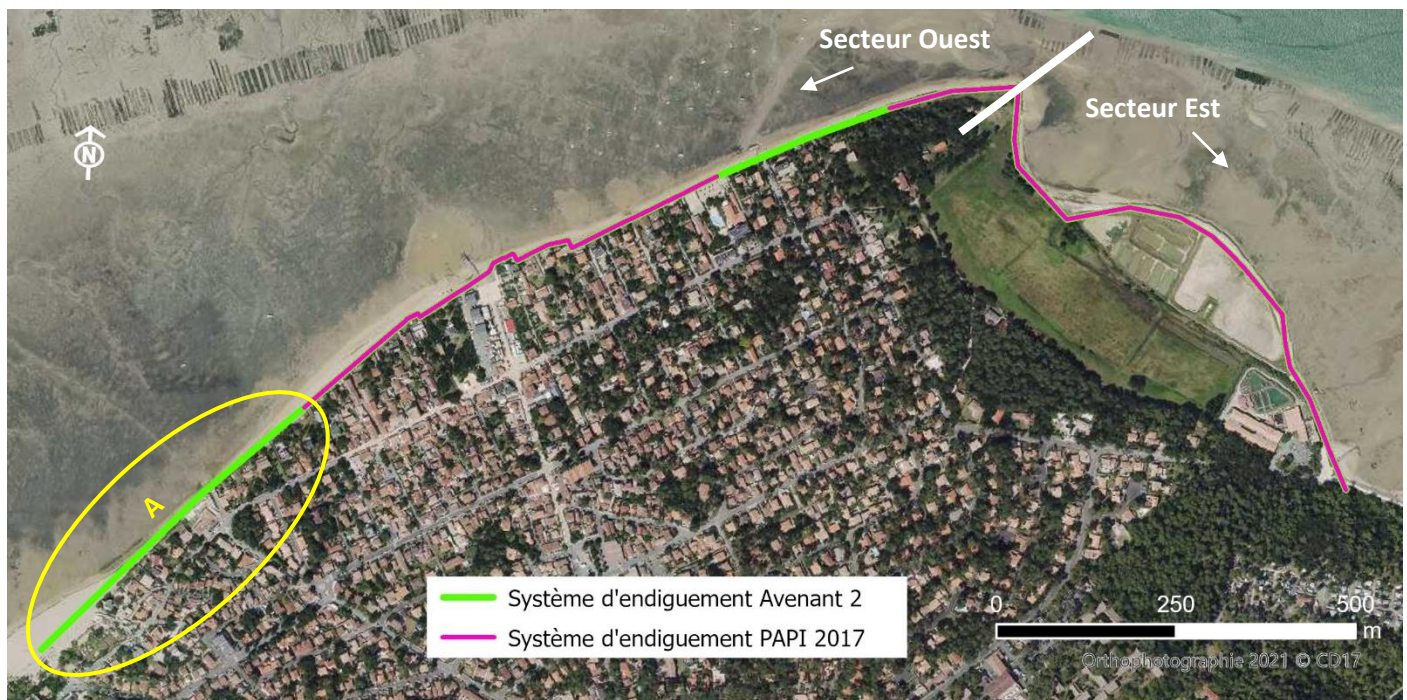 Secteur Ouest
Secteur Est
N
A
Système d'endiguement Avenant 2
Système d'endiguement PAPI 2017
0 250 500
m
Orthophotographie 2021 © CD17